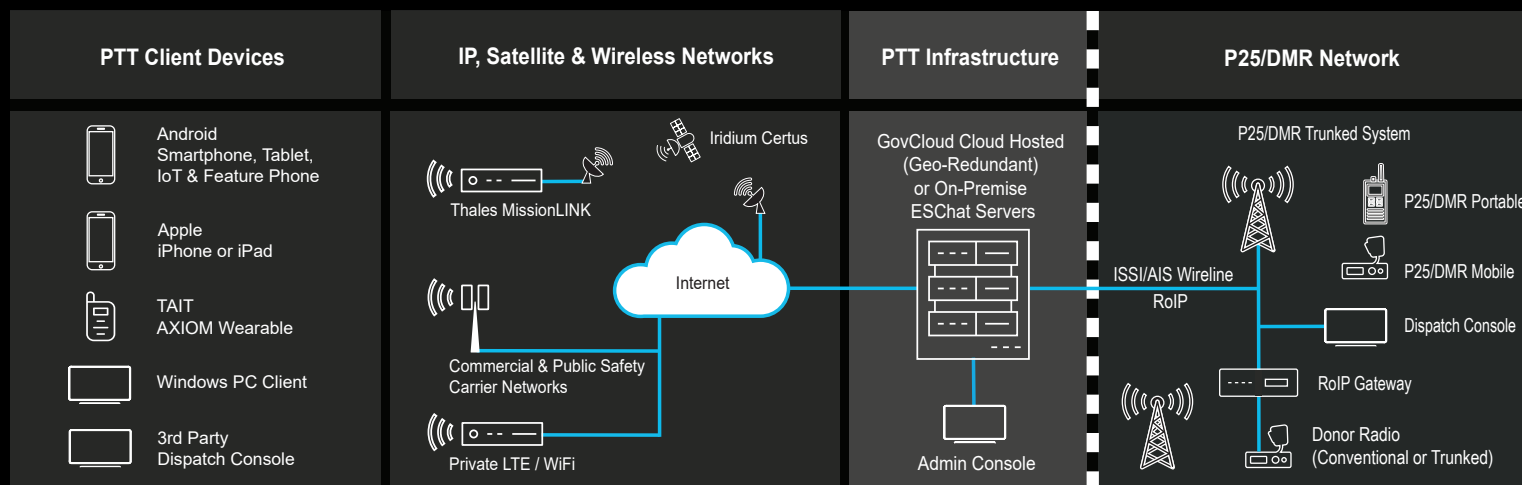 PTT Client Devices
IP, Satellite & Wireless Networks
PTT Infrastructure
P25/DMR Network
Android
Smartphone, Tablet,
IoT & Feature Phone
Apple
iPhone or iPad
TAIT
AXIOM Wearable
Windows PC Client
3rd Party
Dispatch Console
Iridium Certus
Thales MissionLINK
Internet
Commercial & Public Safety
Carrier Networks
Private LTE / WiFi
GovCloud Cloud Hosted
(Geo-Redundant)
or On-Premise
ESChat Servers
Admin Console
ISSI/AIS Wireline
RoIP
P25/DMR Trunked System
P25/DMR Portable
P25/DMR Mobile
Dispatch Console
RoIP Gateway
Donor Radio
(Conventional or Trunked)